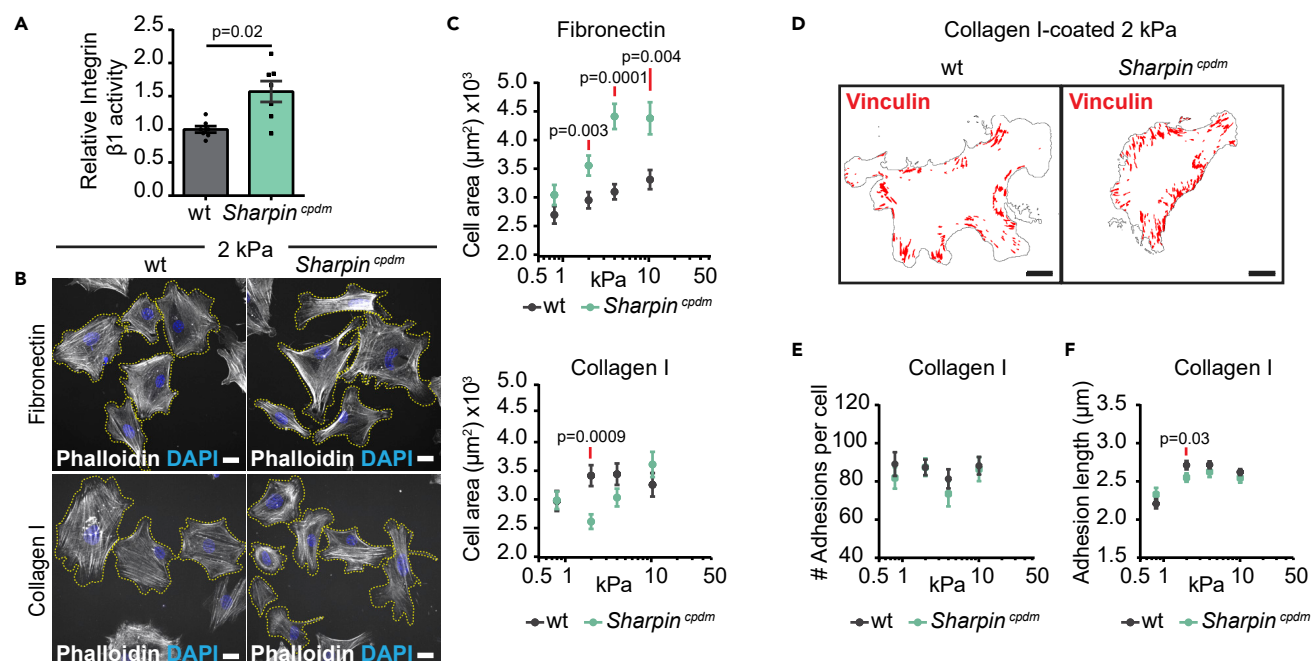 A
Relative Integrin
β1 activity
2.5
2.0
1.5
1.0
0.5
0.0
p=0.02
wt
Sharpin cpdm
2 kPa
wt
Sharpin cpdm
B
Fibronectin
Phalloidin DAPI
Phalloidin DAPI
Collagen I
Phalloidin DAPI
Phalloidin DAPI
C
Fibronectin
Cell area (µm²) x10³
5.0
4.5
4.0
3.5
3.0
2.5
2.0
p=0.003
p=0.0001
p=0.004
0.5 1 10 50
kPa
wt Sharpin cpdm
Collagen I
Cell area (µm²) x10³
5.0
4.5
4.0
3.5
3.0
2.5
2.0
p=0.0009
0.5 1 10 50
kPa
wt Sharpin cpdm
D
Collagen I-coated 2 kPa
wt
Sharpin cpdm
Vinculin
Vinculin
E
Collagen I
# Adhesions per cell
120
100
80
60
40
0.5 1 10 50
kPa
wt Sharpin cpdm
F
Collagen I
Adhesion length (µm)
3.5
3.0
2.5
2.0
1.5
p=0.03
0.5 1 10 50
kPa
wt Sharpin cpdm